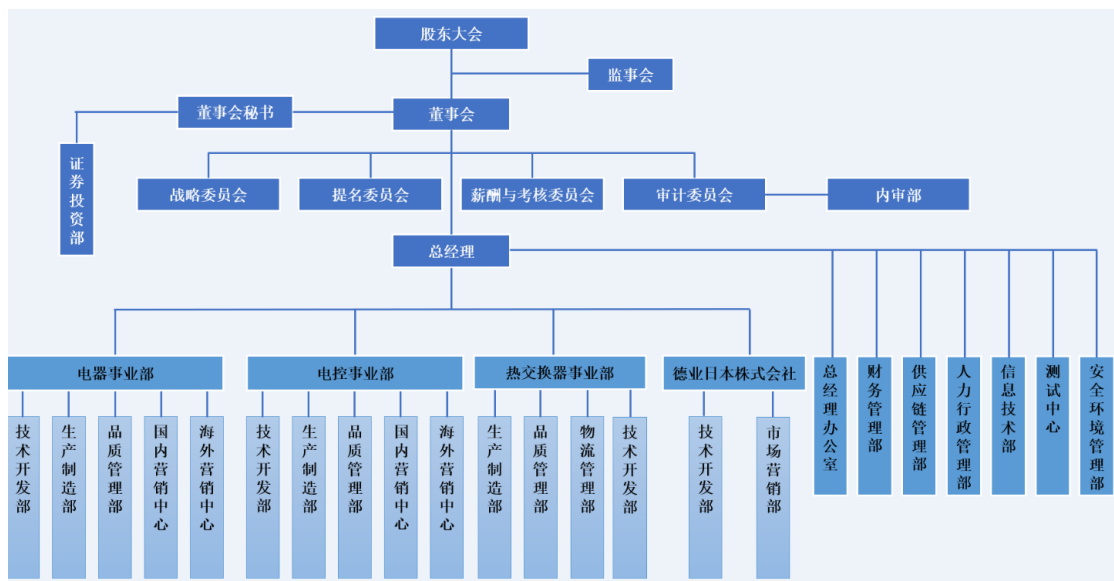 股东大会
监事会
董事会秘书
董事会
证券投资部
战略委员会
提名委员会
薪酬与考核委员会
审计委员会
内审部
总经理
电器事业部
电控事业部
热交换器事业部
德业日本株式会社
总经理办公室
财务管理部
供应链管理部
人力行政管理部
信息技术部
测试中心
安全环境管理部
技术开发部
生产制造部
品质管理部
国内营销中心
海外营销中心
技术开发部
生产制造部
品质管理部
国内营销中心
海外营销中心
生产制造部
品质管理部
物流管理部
技术开发部
技术开发部
市场营销部